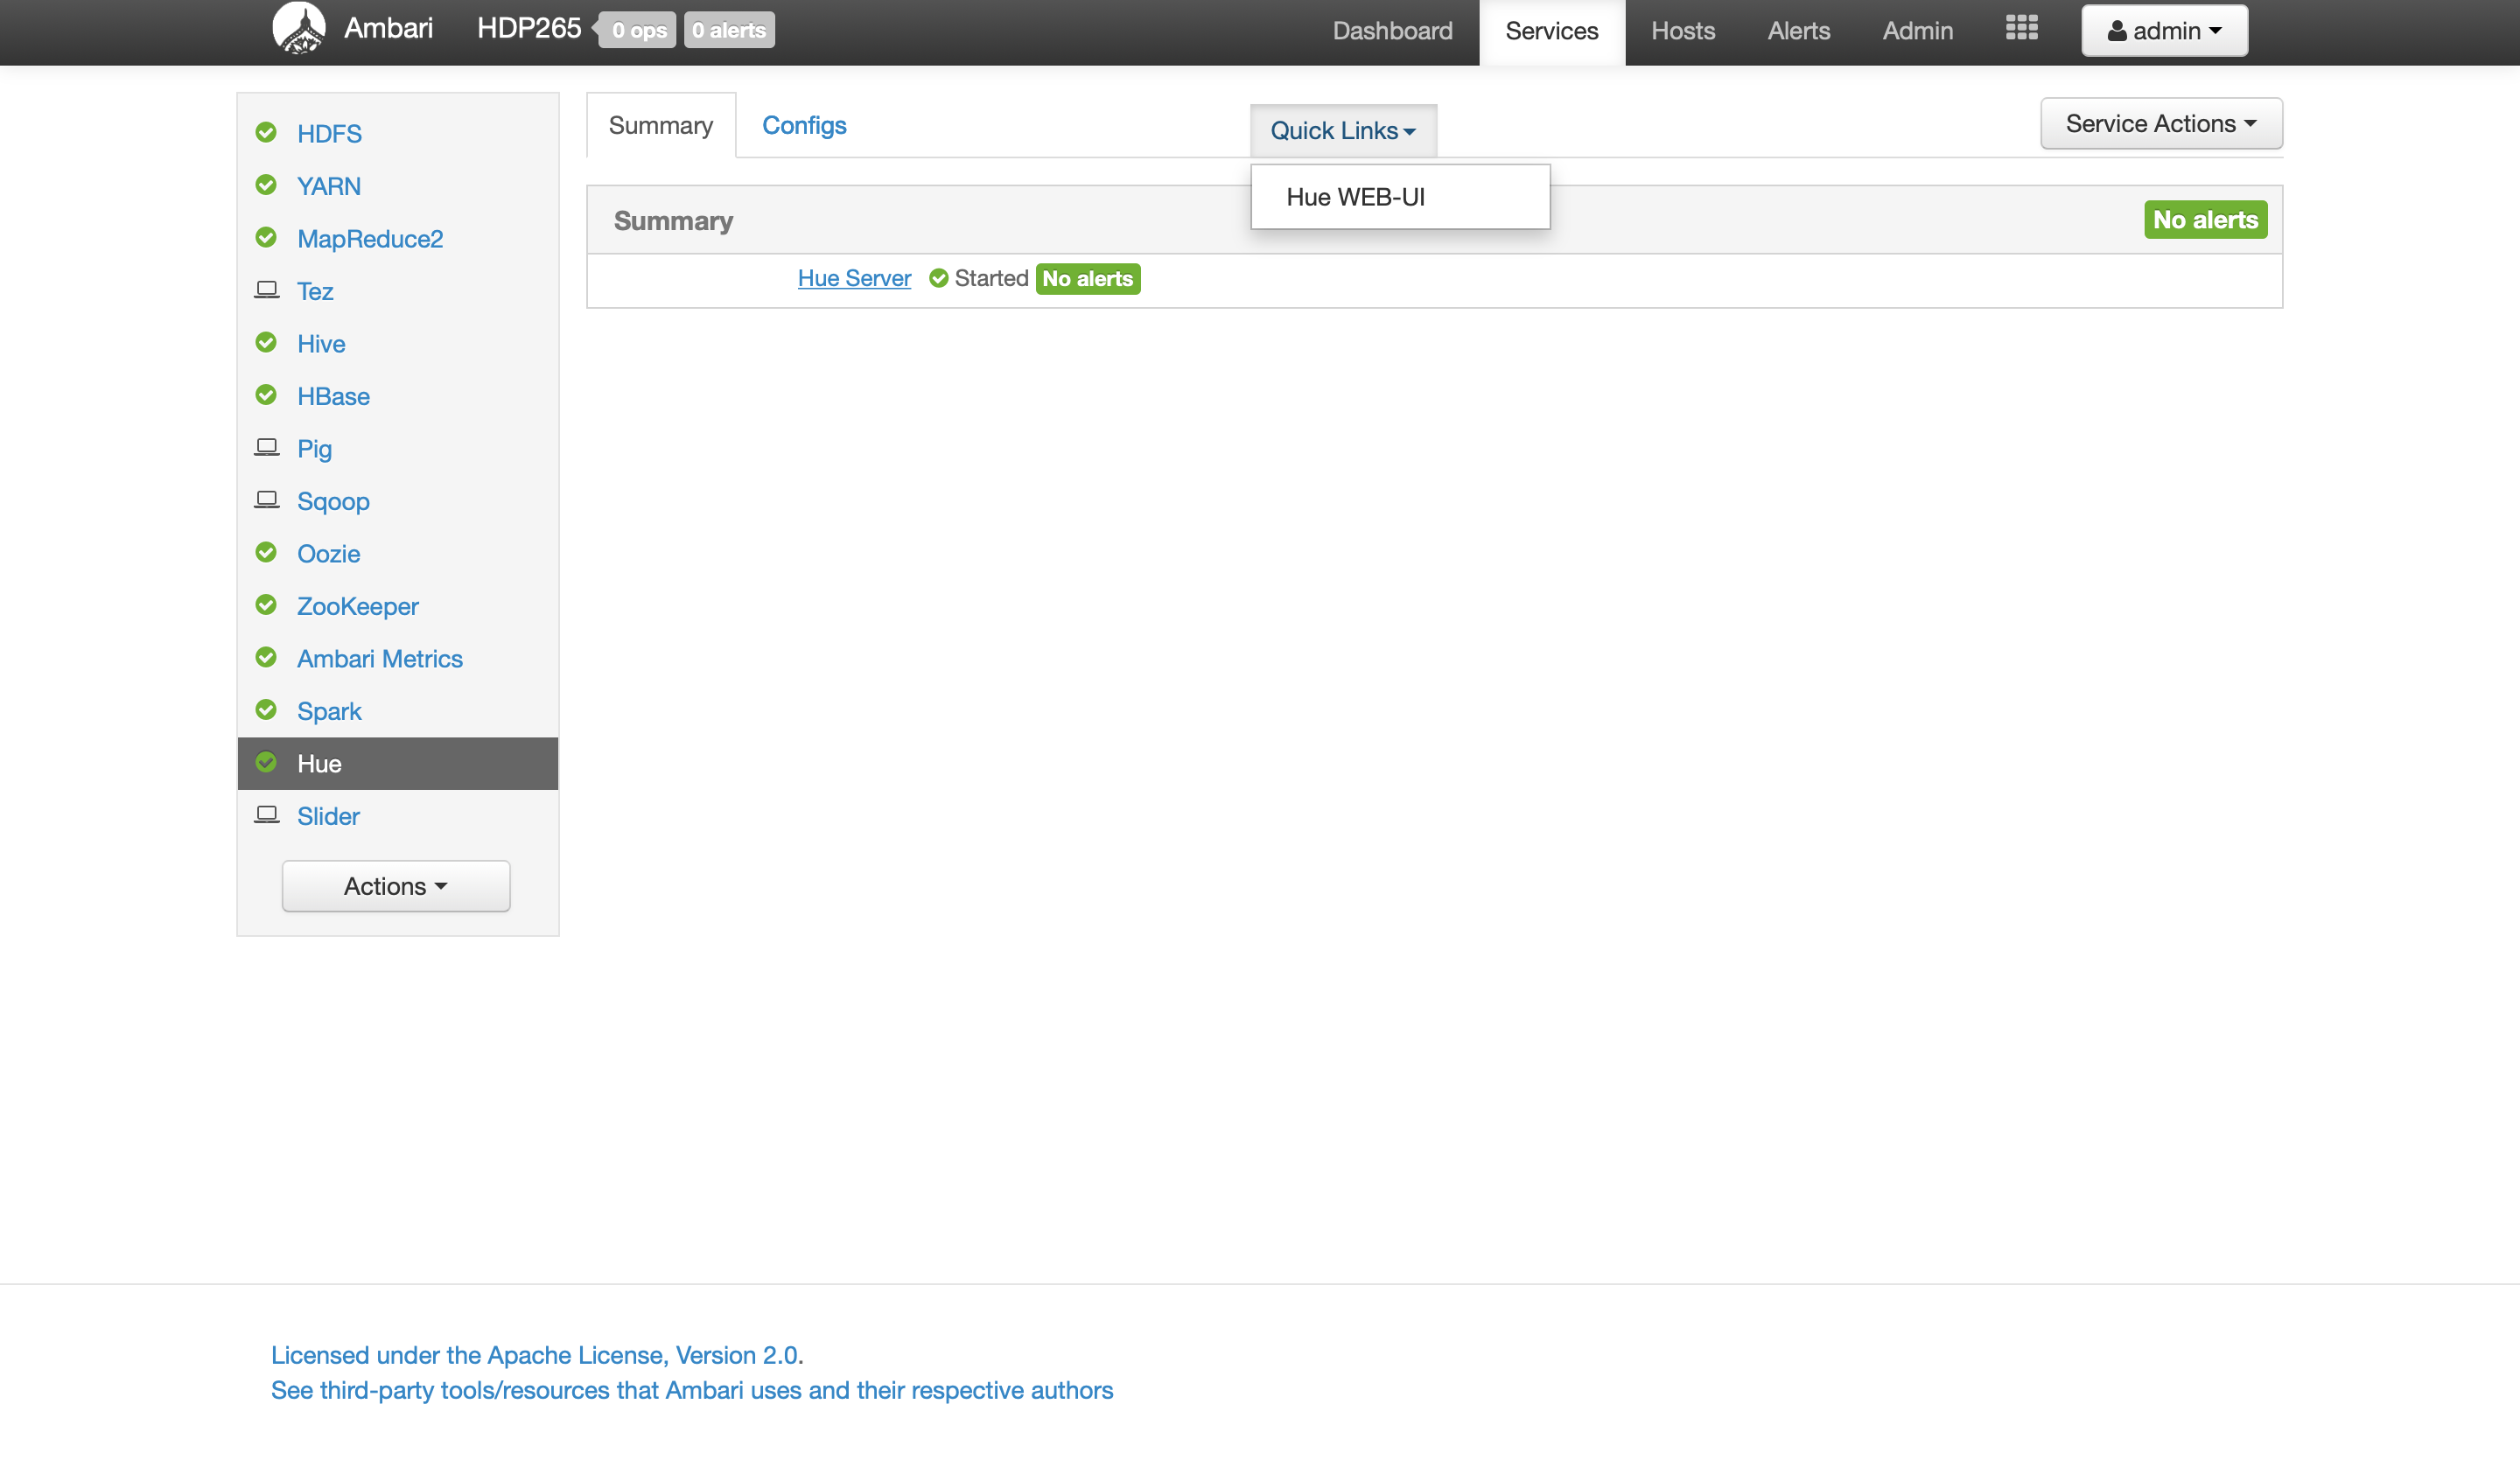 Ambari HDP265 0 ops 0 alerts Dashboard Services Hosts Alerts Admin admin
HDFS
YARN
MapReduce2
Tez
Hive
HBase
Pig
Sqoop
Oozie
ZooKeeper
Ambari Metrics
Spark
Hue
Slider
Actions
Summary Configs Quick Links Service Actions
Hue WEB-UI
Summary No alerts
Hue Server Started No alerts
Licensed under the Apache License, Version 2.0.
See third-party tools/resources that Ambari uses and their respective authors